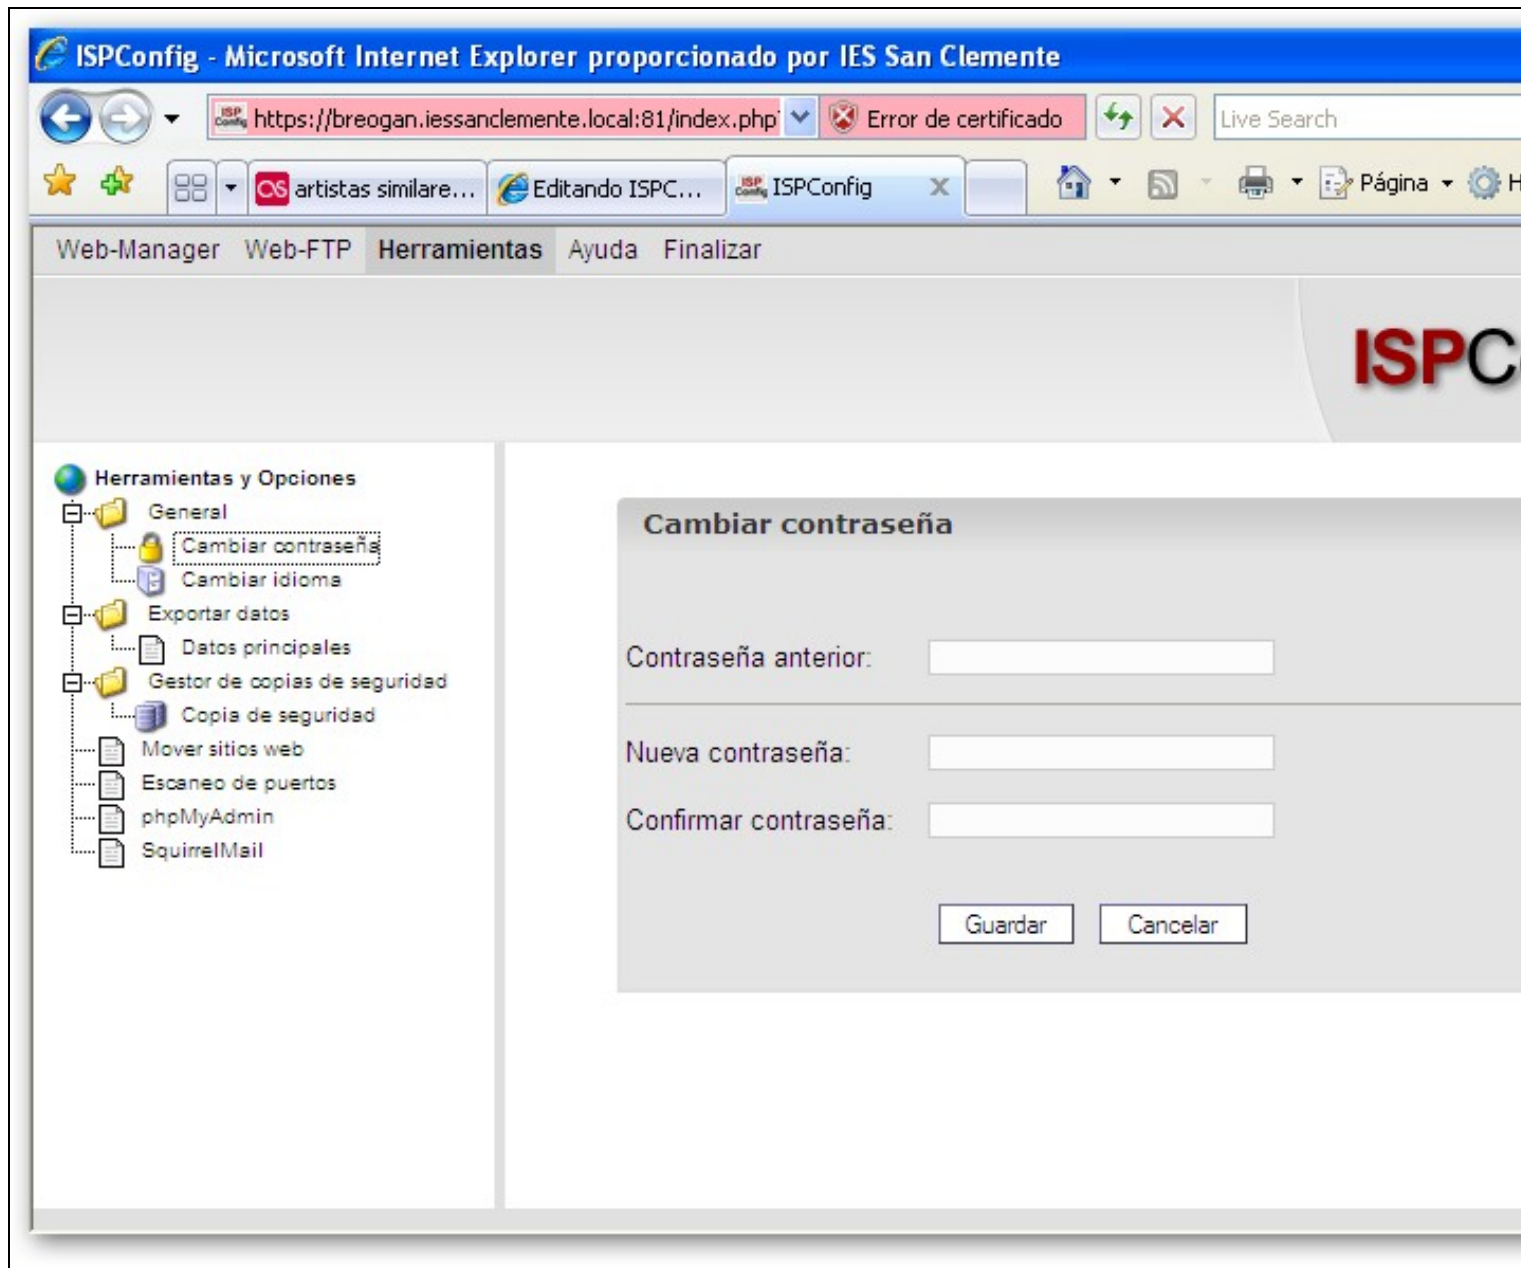 ISPConfig - Microsoft Internet Explorer proporcionado por IES San Clemente
https://breogan.iessanclemente.local:81/index.php Error de certificado Live Search
artistas similare... Editando ISPC... ISPConfig Página H
Web-Manager Web-FTP Herramientas Ayuda Finalizar
ISPC
Herramientas y Opciones
General
Cambiar contraseña
Cambiar idioma
Exportar datos
Datos principales
Gestor de copias de seguridad
Copia de seguridad
Mover sitios web
Escaneo de puertos
phpMyAdmin
SquirrelMail
Cambiar contraseña
Contraseña anterior:
Nueva contraseña:
Confirmar contraseña:
Guardar Cancelar